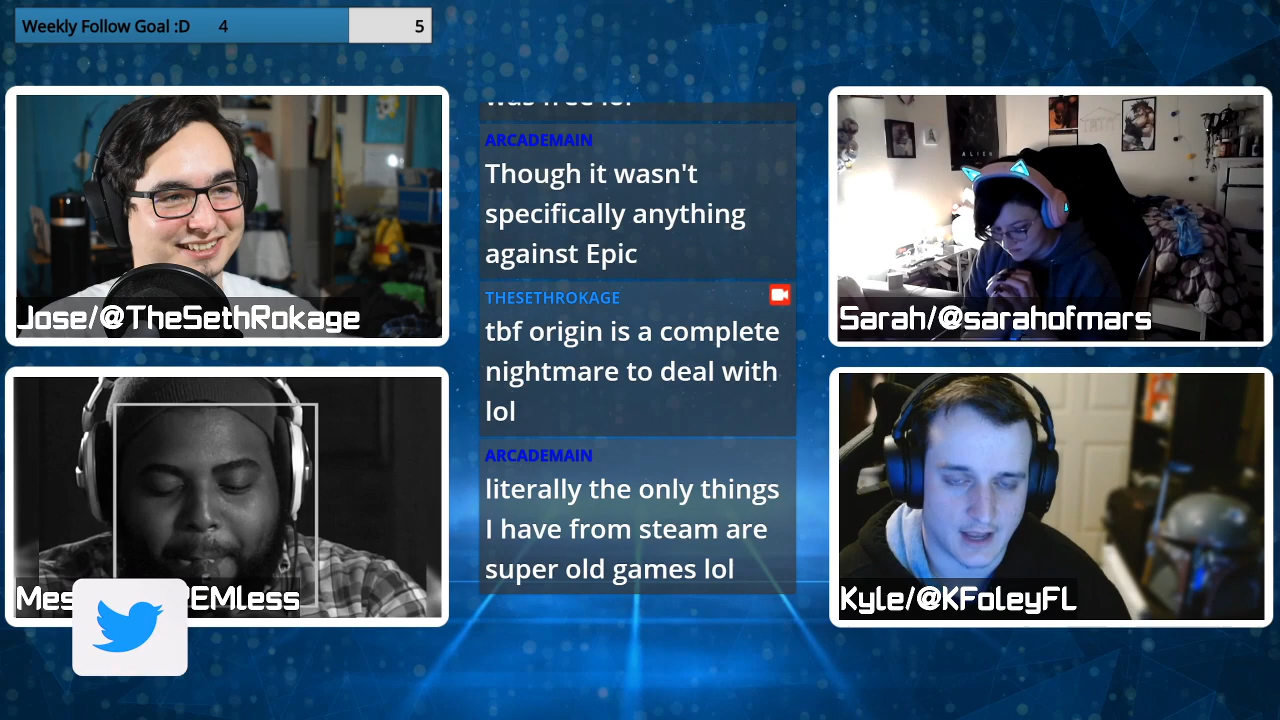 Weekly Follow Goal :D 4 5
ARCADEMAIN
Though it wasn't
specifically anything
against Epic
THESETHROKAGE
tbf origin is a complete
nightmare to deal with
lol
ARCADEMAIN
literally the only things
I have from steam are
super old games lol
Jose/@TheSethRokage
Sarah/@sarahofmars
ALIEN
Kyle/@KFoleyFL